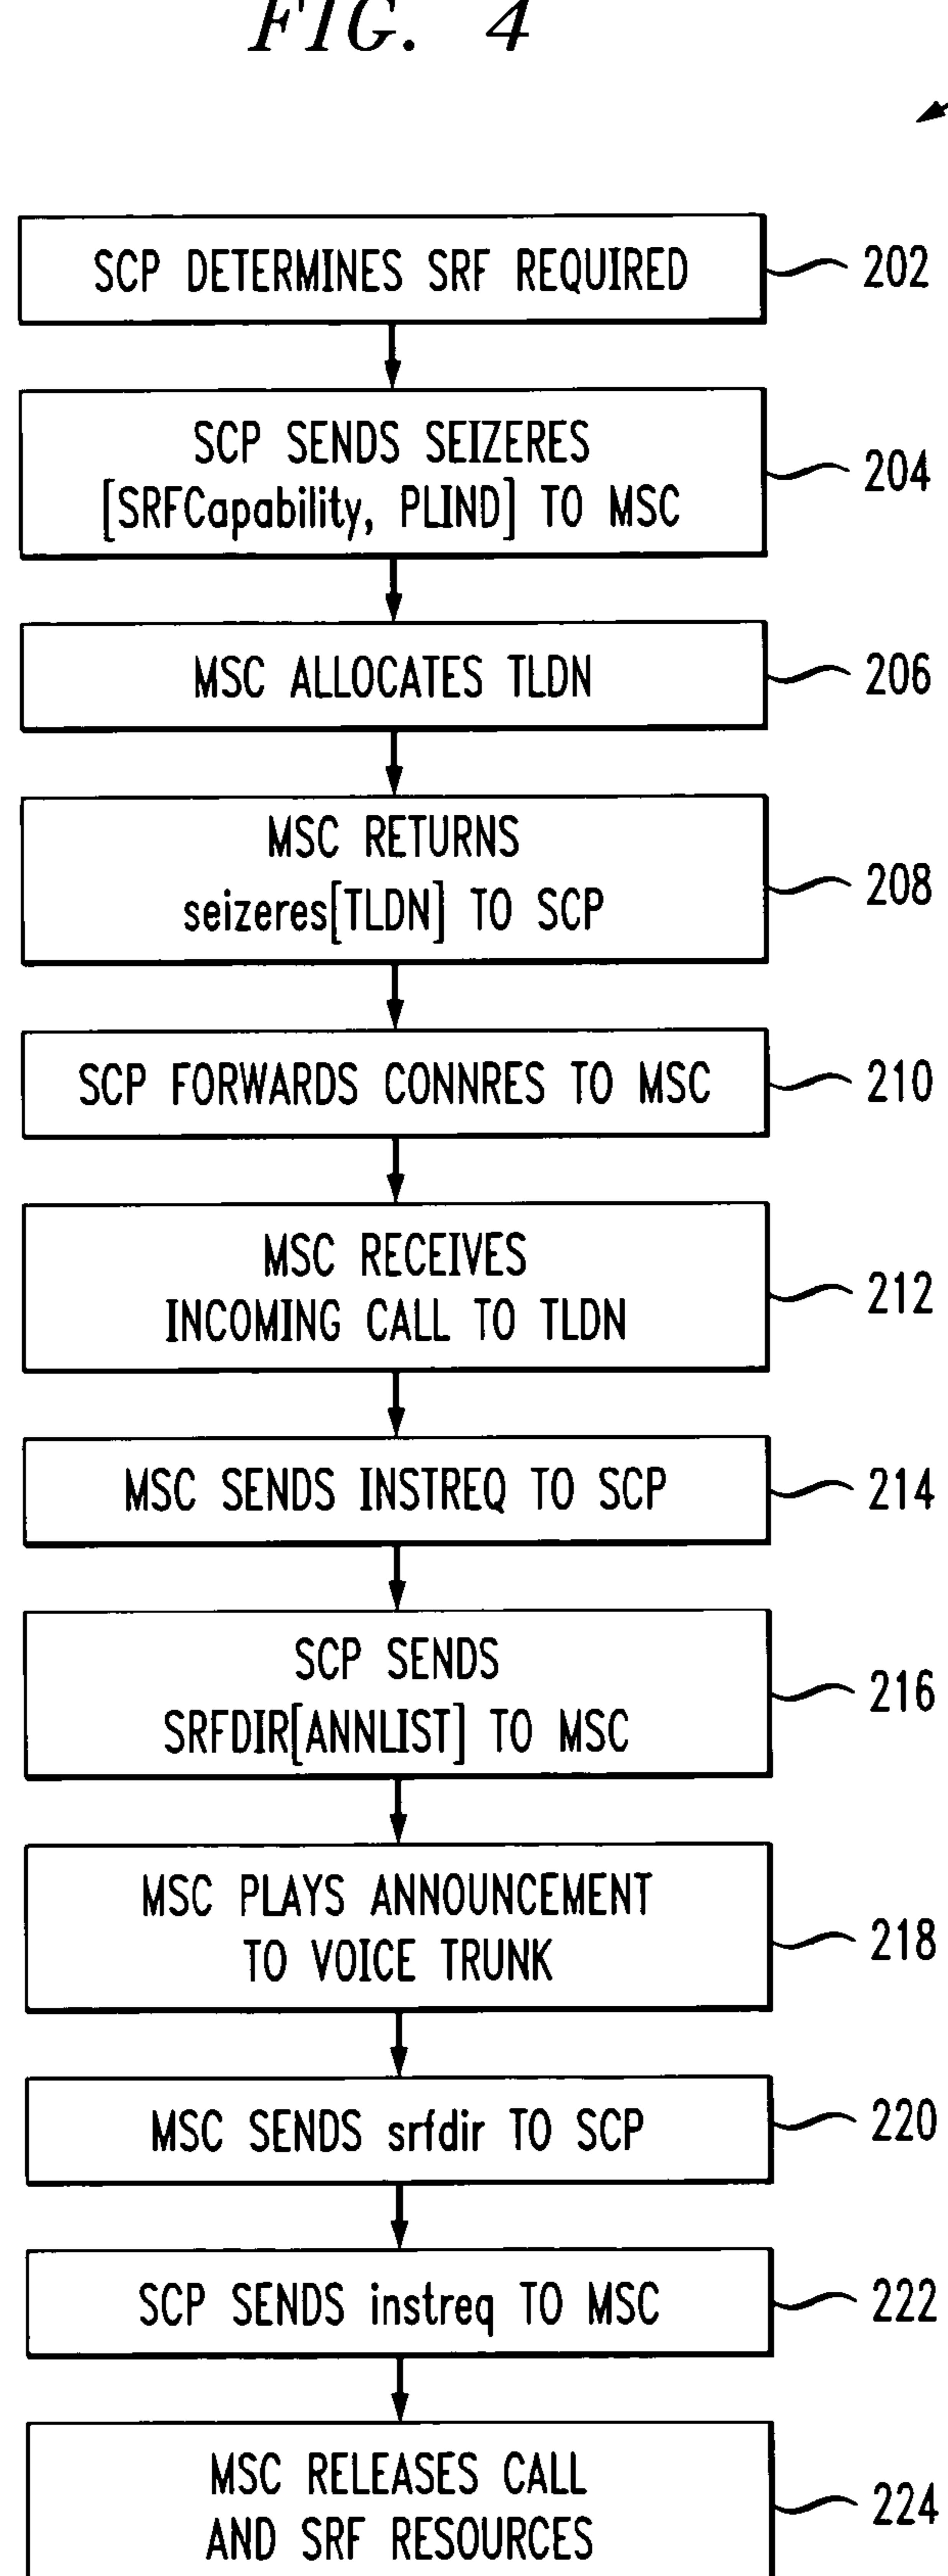 FIG. 4
SCP DETERMINES SRF REQUIRED
202
SCP SENDS SEIZERES
[SRFCapability, PLIND] TO MSC
204
MSC ALLOCATES TLDN
206
MSC RETURNS
seizeres[TLDN] TO SCP
208
SCP FORWARDS CONNRES TO MSC
210
MSC RECEIVES
INCOMING CALL TO TLDN
212
MSC SENDS INSTREQ TO SCP
214
SCP SENDS
SRFDIR[ANNLIST] TO MSC
216
MSC PLAYS ANNOUNCEMENT
TO VOICE TRUNK
218
MSC SENDS srfdir TO SCP
220
SCP SENDS instreq TO MSC
222
MSC RELEASES CALL
AND SRF RESOURCES
224